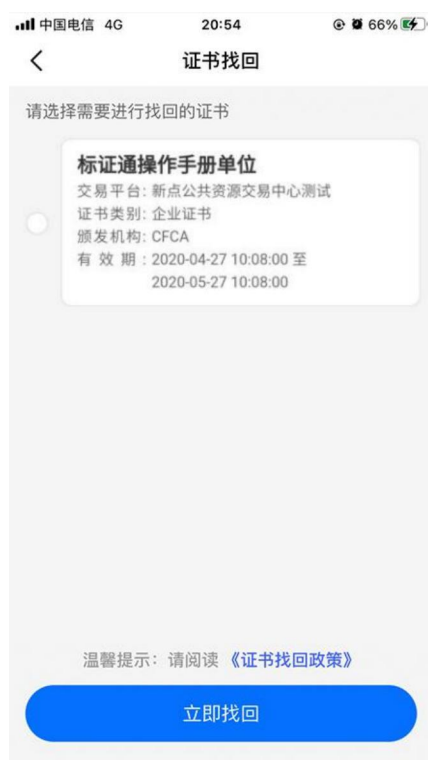 中国电信 4G 20:54 66%
证书找回
请选择需要进行找回的证书
标证通操作手册单位
交易平台: 新点公共资源交易中心测试
证书类别: 企业证书
颁发机构: CFCA
有 效 期 : 2020-04-27 10:08:00 至
2020-05-27 10:08:00
温馨提示：请阅读《证书找回政策》
立即找回